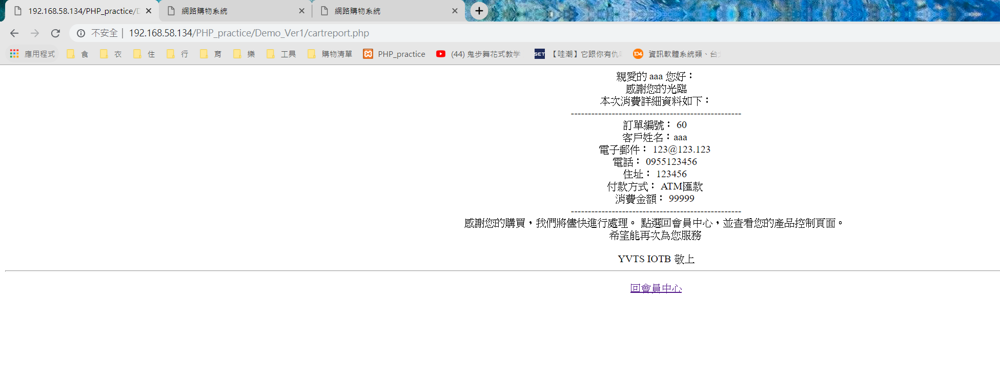 192.168.58.134/PHP_practice/D
網路購物系統
網路購物系統
不安全 | 192.168.58.134/PHP_practice/Demo_Ver1/cartreport.php
應用程式 食 衣 住 行 育 樂 工具 購物清單 PHP_practice (44) 鬼步舞花式教学 SET 【哇潮】它跟你有仇 104 資訊軟體系統類、台
親愛的 aaa 您好：
感謝您的光臨
本次消費詳細資料如下：
--------------------------------------------------
訂單編號： 60
客戶姓名：aaa
電子郵件： 123@123.123
電話： 0955123456
住址： 123456
付款方式： ATM匯款
消費金額： 99999
--------------------------------------------------
感謝您的購買，我們將儘快進行處理。 點選回會員中心，並查看您的產品控制頁面。
希望能再次為您服務
YVTS IOTB 敬上
回會員中心